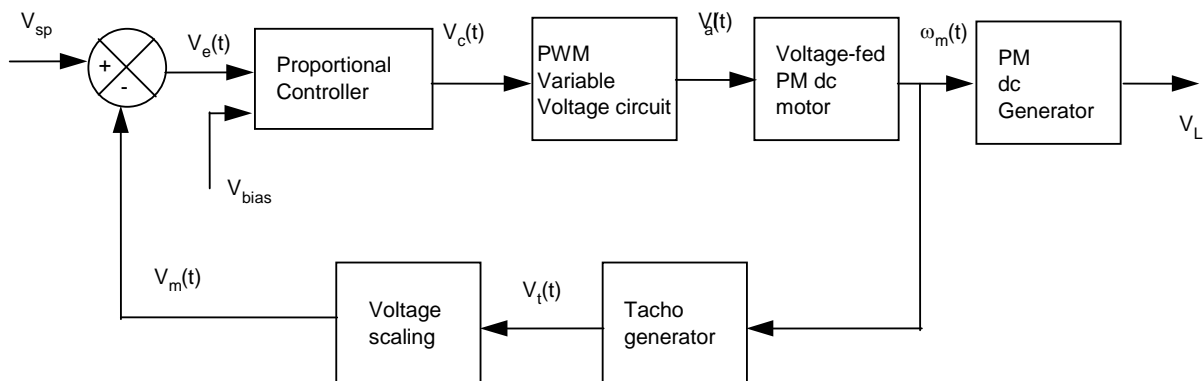 V_sp
V_e(t)
V_c(t)
V_a(t)
ω_m(t)
+
-
Proportional
Controller
PWM
Variable
Voltage circuit
Voltage-fed
PM dc
motor
PM
dc
Generator
V_L
V_bias
V_m(t)
Voltage
scaling
V_t(t)
Tacho
generator